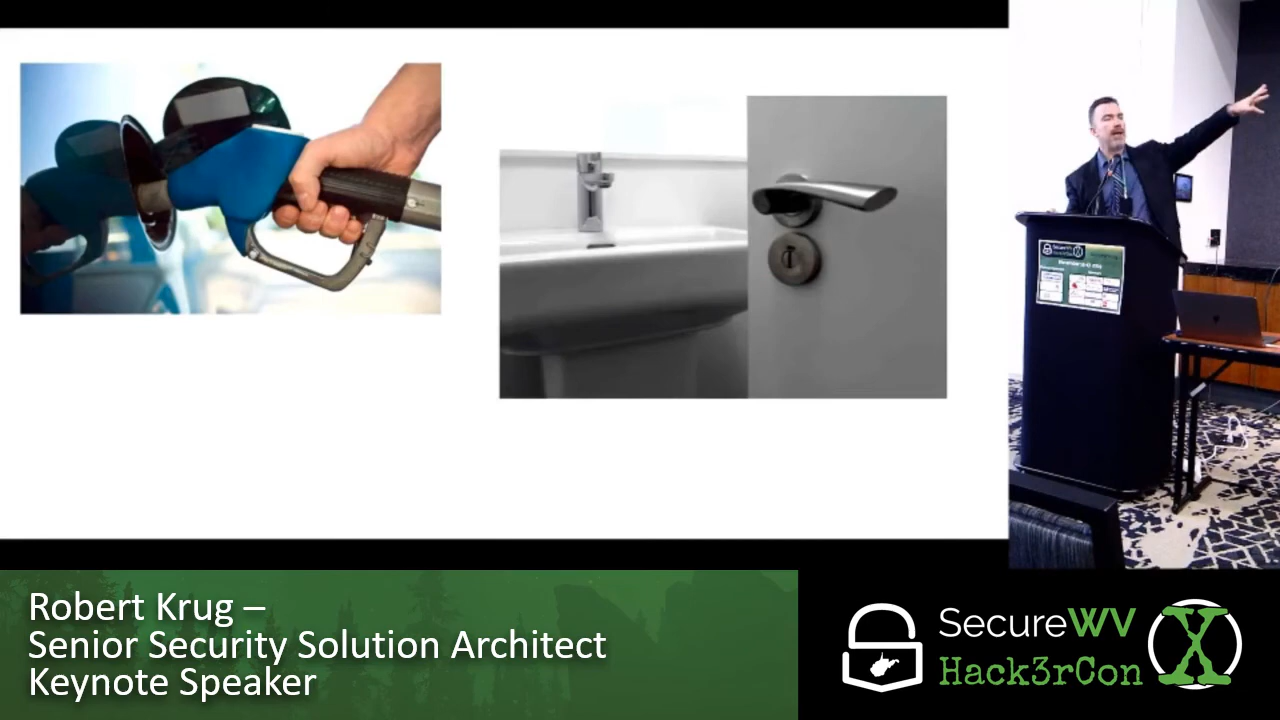 Robert Krug –
Senior Security Solution Architect
Keynote Speaker
SecureWV
Hack3rCon
X